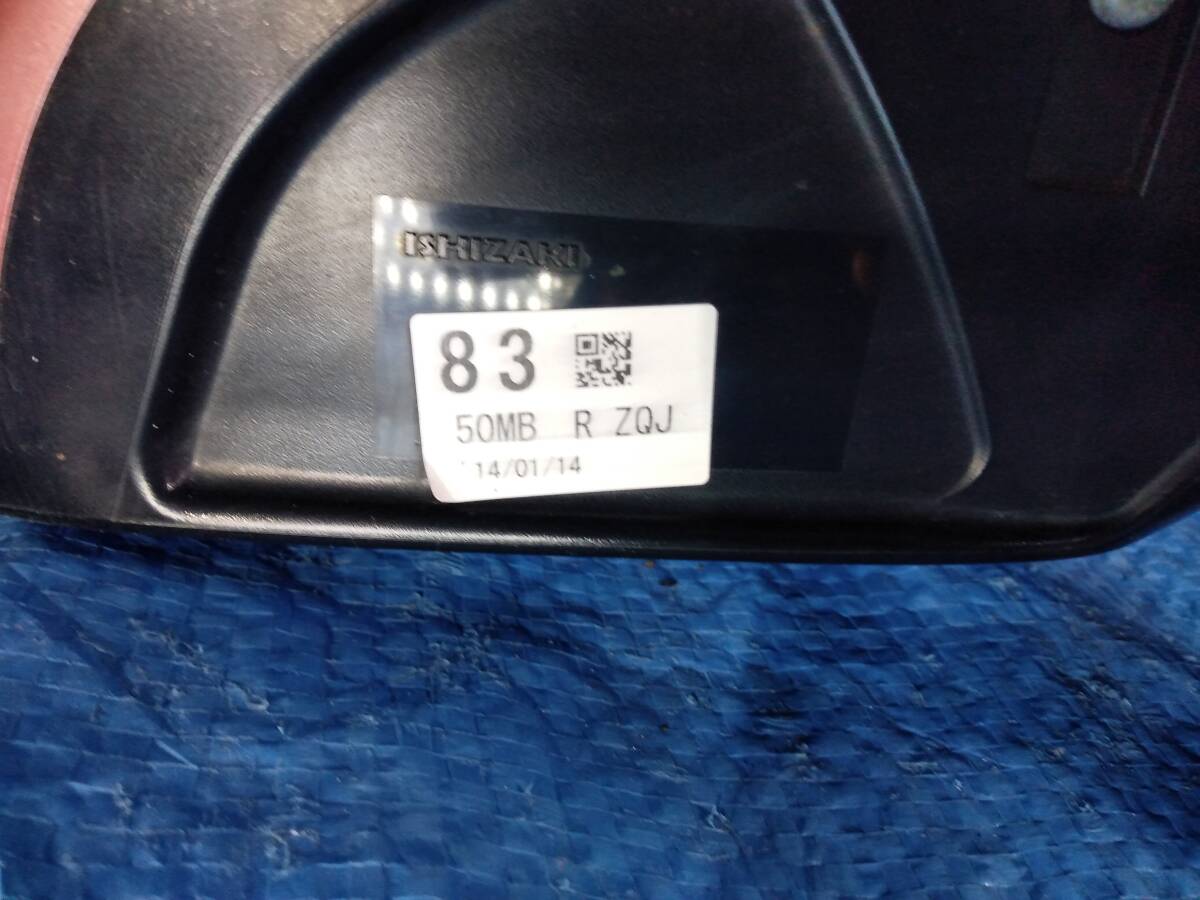 ISHIZAKI
83
50MB R ZQJ
'14/01/14